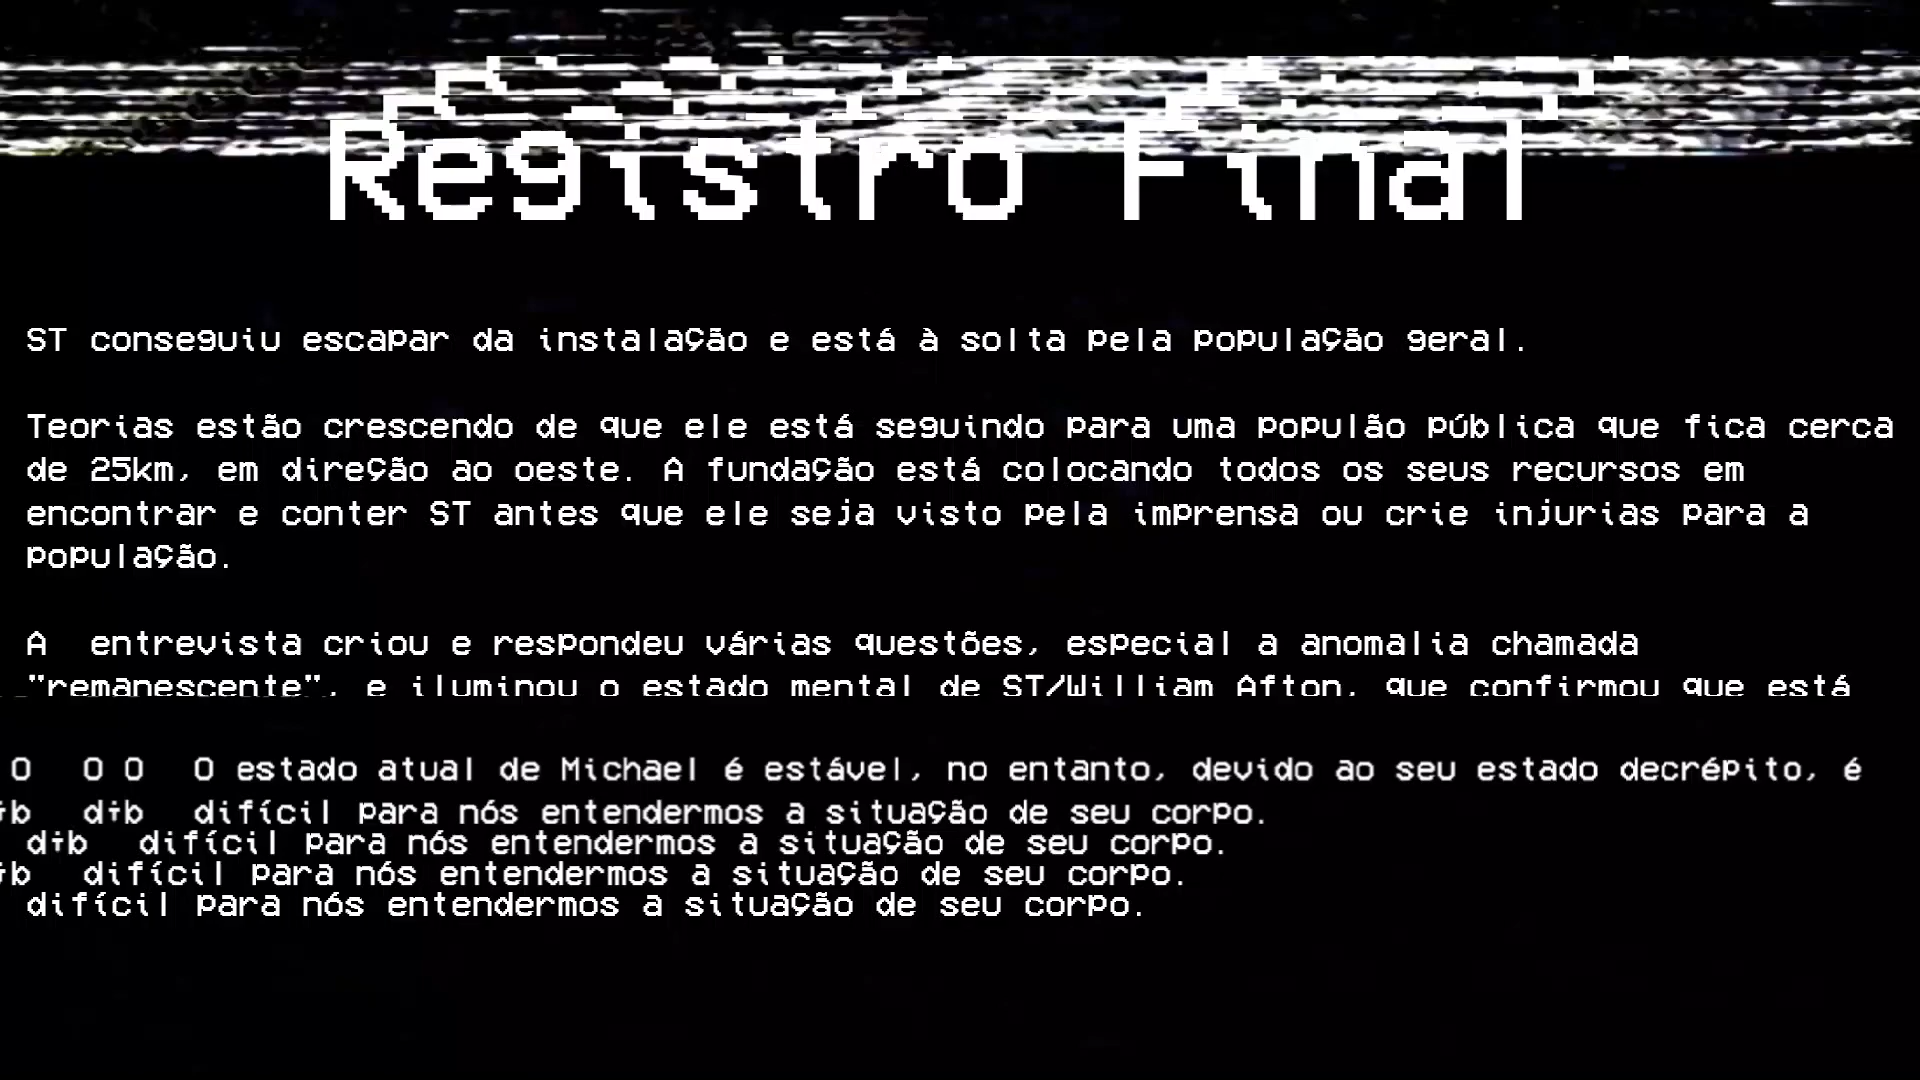 Registro Final
ST conseguiu escapar da instalação e está à solta pela população geral.
Teorias estão crescendo de que ele está seguindo para uma populão pública que fica cerca
de 25km, em direção ao oeste. A fundação está colocando todos os seus recursos em
encontrar e conter ST antes que ele seja visto pela imprensa ou crie injurias para a
população.
A  entrevista criou e respondeu várias questões, especial a anomalia chamada
"remanescente", e iluminou o estado mental de ST/William Afton, que confirmou que está
O O O O estado atual de Michael é estável, no entanto, devido ao seu estado decrépito, é
difícil para nós entendermos a situação de seu corpo.
difícil para nós entendermos a situação de seu corpo.
difícil para nós entendermos a situação de seu corpo.
difícil para nós entendermos a situação de seu corpo.